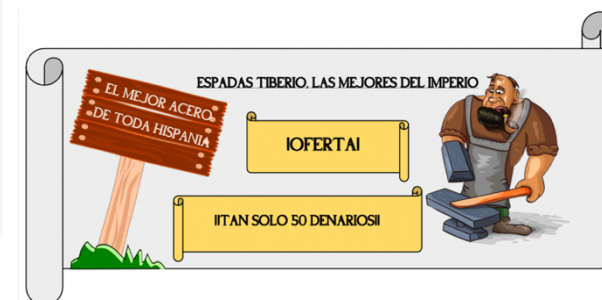 ESPADAS TIBERIO. LAS MEJORES DEL IMPERIO
EL MEJOR ACERO
DE TODA HISPANIA
!OFERTA!
!!TAN SOLO 50 DENARIOS!!